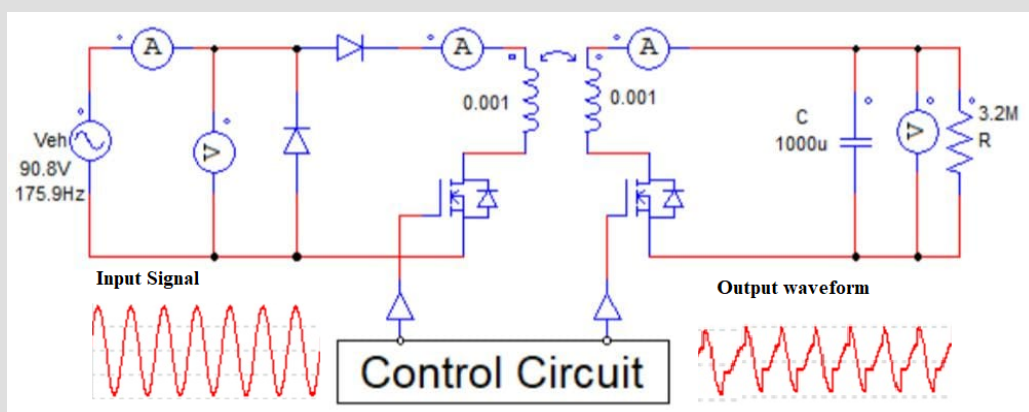 A
A
A
0.001
0.001
Veh
90.8V
175.9Hz
V
C
1000u
V
3.2M
R
Input Signal
Output waveform
Control Circuit